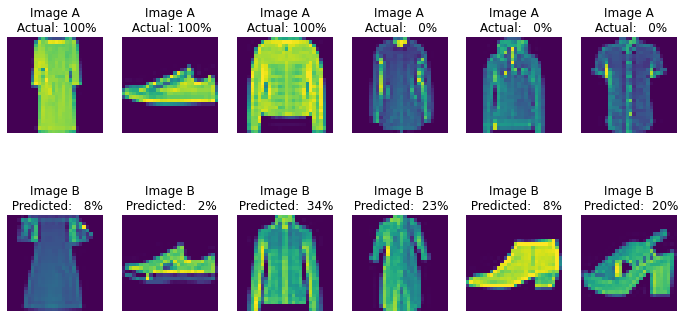 Image A Image A Image A Image A Image A Image A
Actual: 100% Actual: 100% Actual: 100% Actual: 0% Actual: 0% Actual: 0%
Image B Image B Image B Image B Image B Image B
Predicted: 8% Predicted: 2% Predicted: 34% Predicted: 23% Predicted: 8% Predicted: 20%